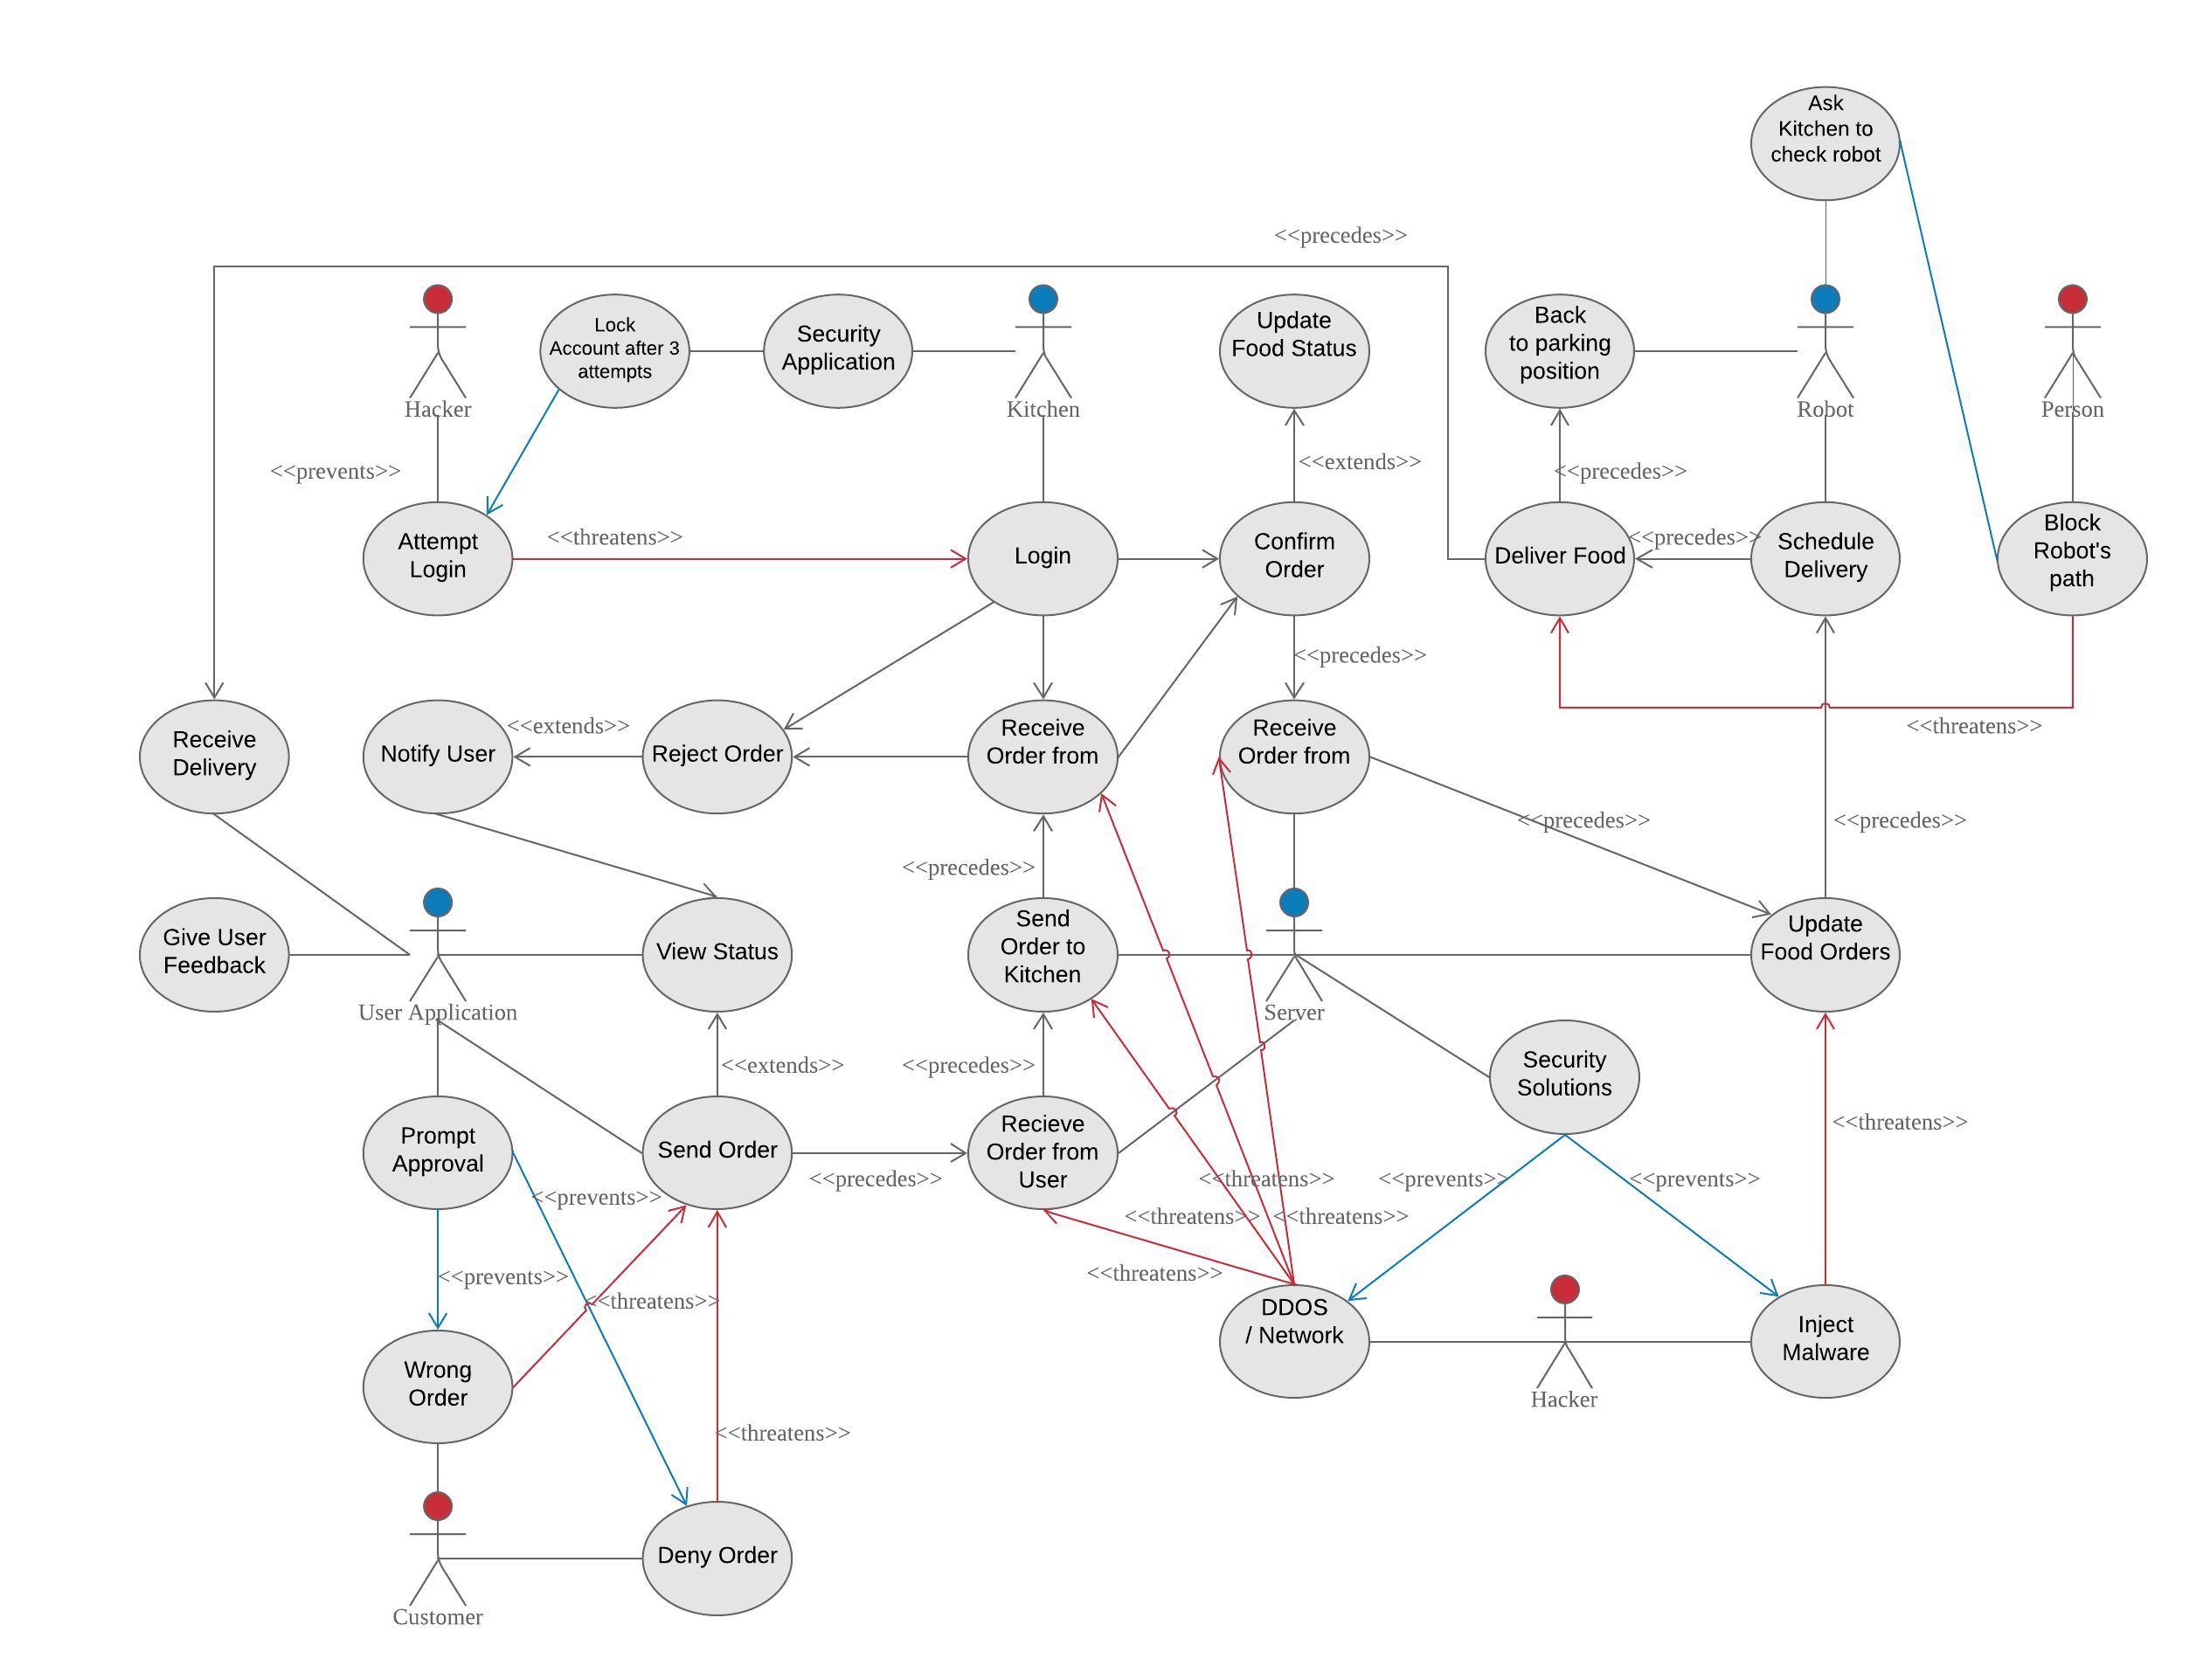 Ask
Kitchen to
check robot
<<precedes>>
Lock
Account after 3
attempts
Security
Application
Update
Food Status
Back
to parking
position
Hacker
Kitchen
Robot
Person
<<prevents>>
<<extends>>
<<precedes>>
Attempt
Login
<<threatens>>
Login
Confirm
Order
Deliver Food
<<precedes>>
Schedule
Delivery
Block
Robot's
path
<<precedes>>
<<threatens>>
Receive
Delivery
Notify User
<<extends>>
Reject Order
Receive
Order from
Receive
Order from
<<precedes>>
<<precedes>>
<<precedes>>
Give User
Feedback
User Application
View Status
Send
Order to
Kitchen
Server
Update
Food Orders
<<extends>>
<<precedes>>
Security
Solutions
<<threatens>>
Prompt
Approval
<<prevents>>
Send Order
<<precedes>>
Recieve
Order from
User
<<threatens>>
<<prevents>>
<<prevents>>
<<threatens>>
<<threatens>>
<<prevents>>
<<threatens>>
<<threatens>>
DDOS
/ Network
Hacker
Inject
Malware
Wrong
Order
<<threatens>>
Deny Order
Customer